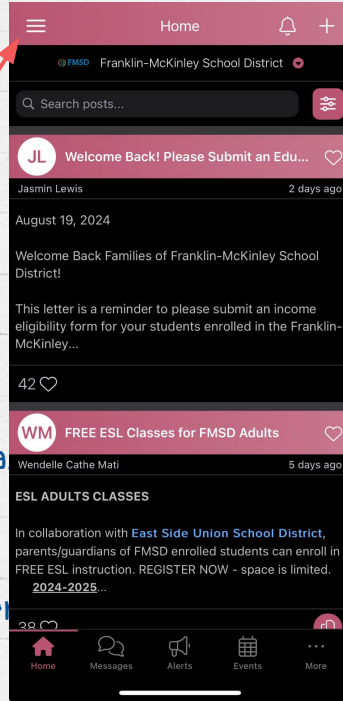 Home
FMSD Franklin-McKinley School District
Search posts...
JL Welcome Back! Please Submit an Edu...
Jasmin Lewis 2 days ago
August 19, 2024
Welcome Back Families of Franklin-McKinley School
District!
This letter is a reminder to please submit an income
eligibility form for your students enrolled in the Franklin-
McKinley...
42
WM FREE ESL Classes for FMSD Adults
Wendelle Cathe Mati 5 days ago
ESL ADULTS CLASSES
In collaboration with East Side Union School District,
parents/guardians of FMSD enrolled students can enroll in
FREE ESL instruction. REGISTER NOW - space is limited.
2024-2025...
38
Home Messages Alerts Events More